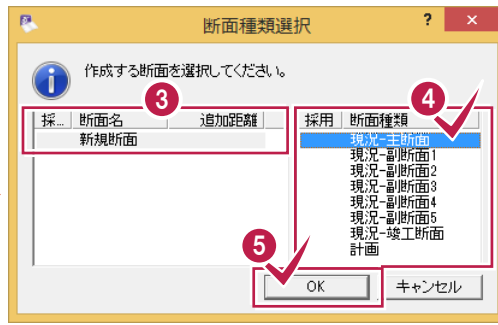 断面種類選択
?
×
作成する断面を選択してください。
3
4
採...
断面名
追加距離
新規断面
採用
断面種類
現況-主断面
現況-副断面1
現況-副断面2
現況-副断面3
現況-副断面4
現況-副断面5
現況-竣工断面
計画
5
OK
キャンセル